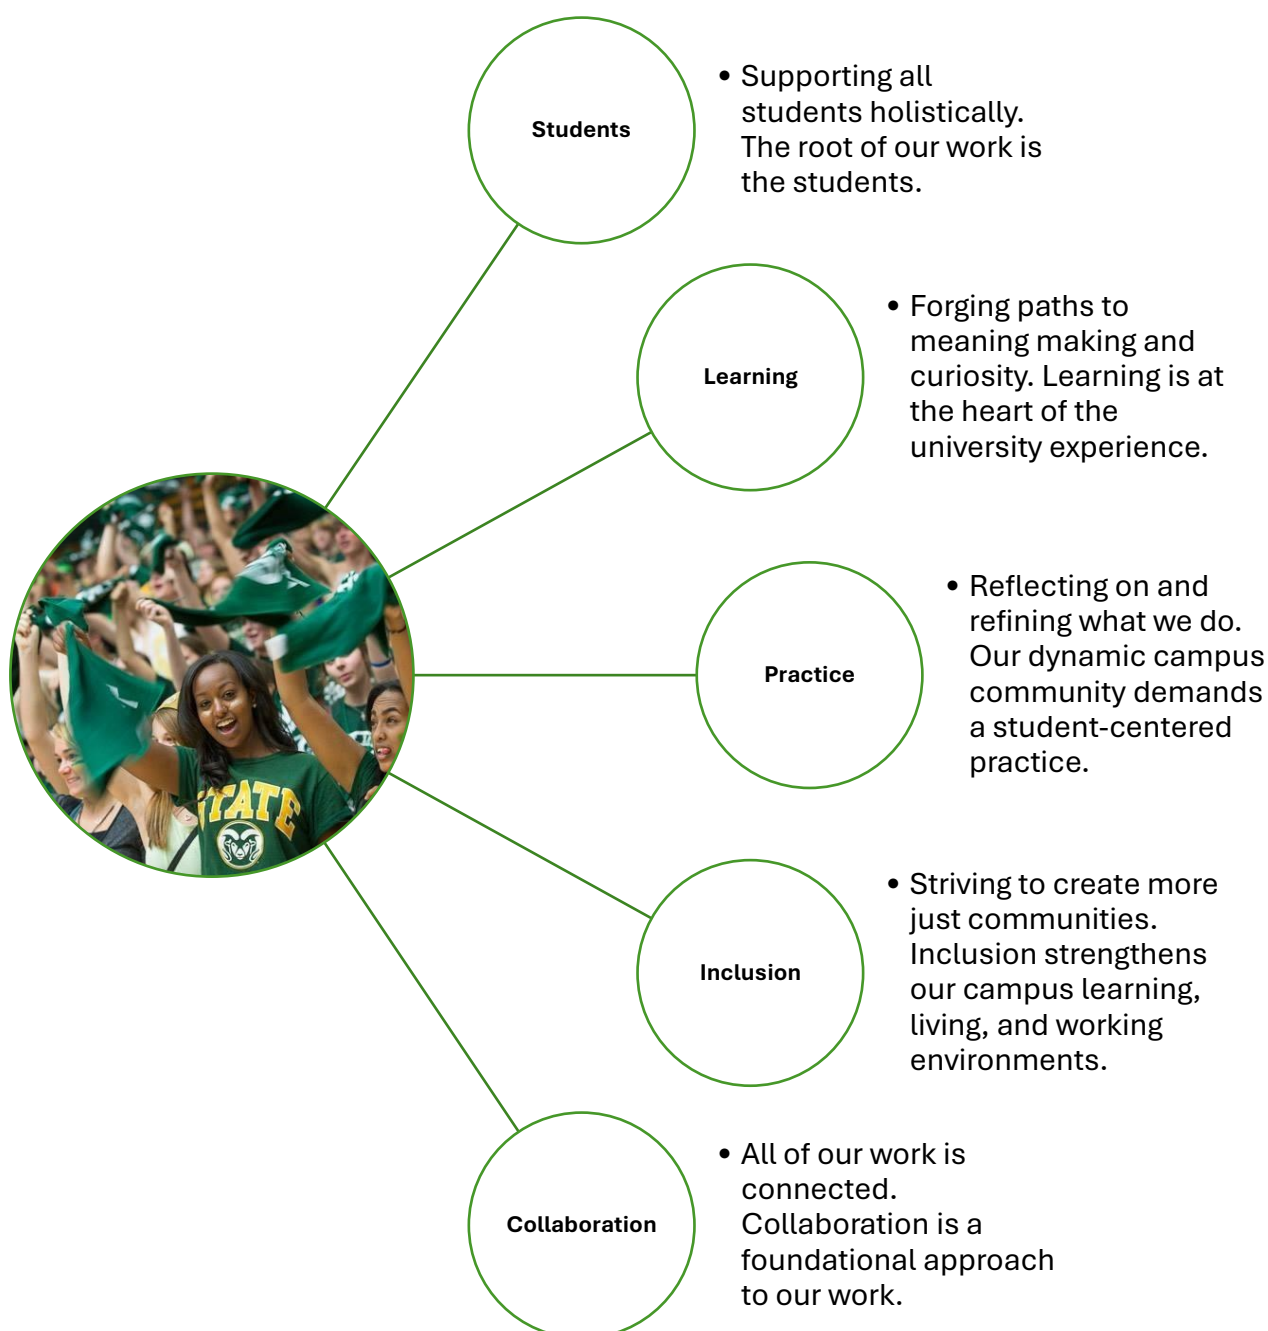 Students
• Supporting all
students holistically.
The root of our work is
the students.
Learning
• Forging paths to
meaning making and
curiosity. Learning is at
the heart of the
university experience.
Practice
• Reflecting on and
refining what we do.
Our dynamic campus
community demands
a student-centered
practice.
STATE
Inclusion
• Striving to create more
just communities.
Inclusion strengthens
our campus learning,
living, and working
environments.
Collaboration
• All of our work is
connected.
Collaboration is a
foundational approach
to our work.